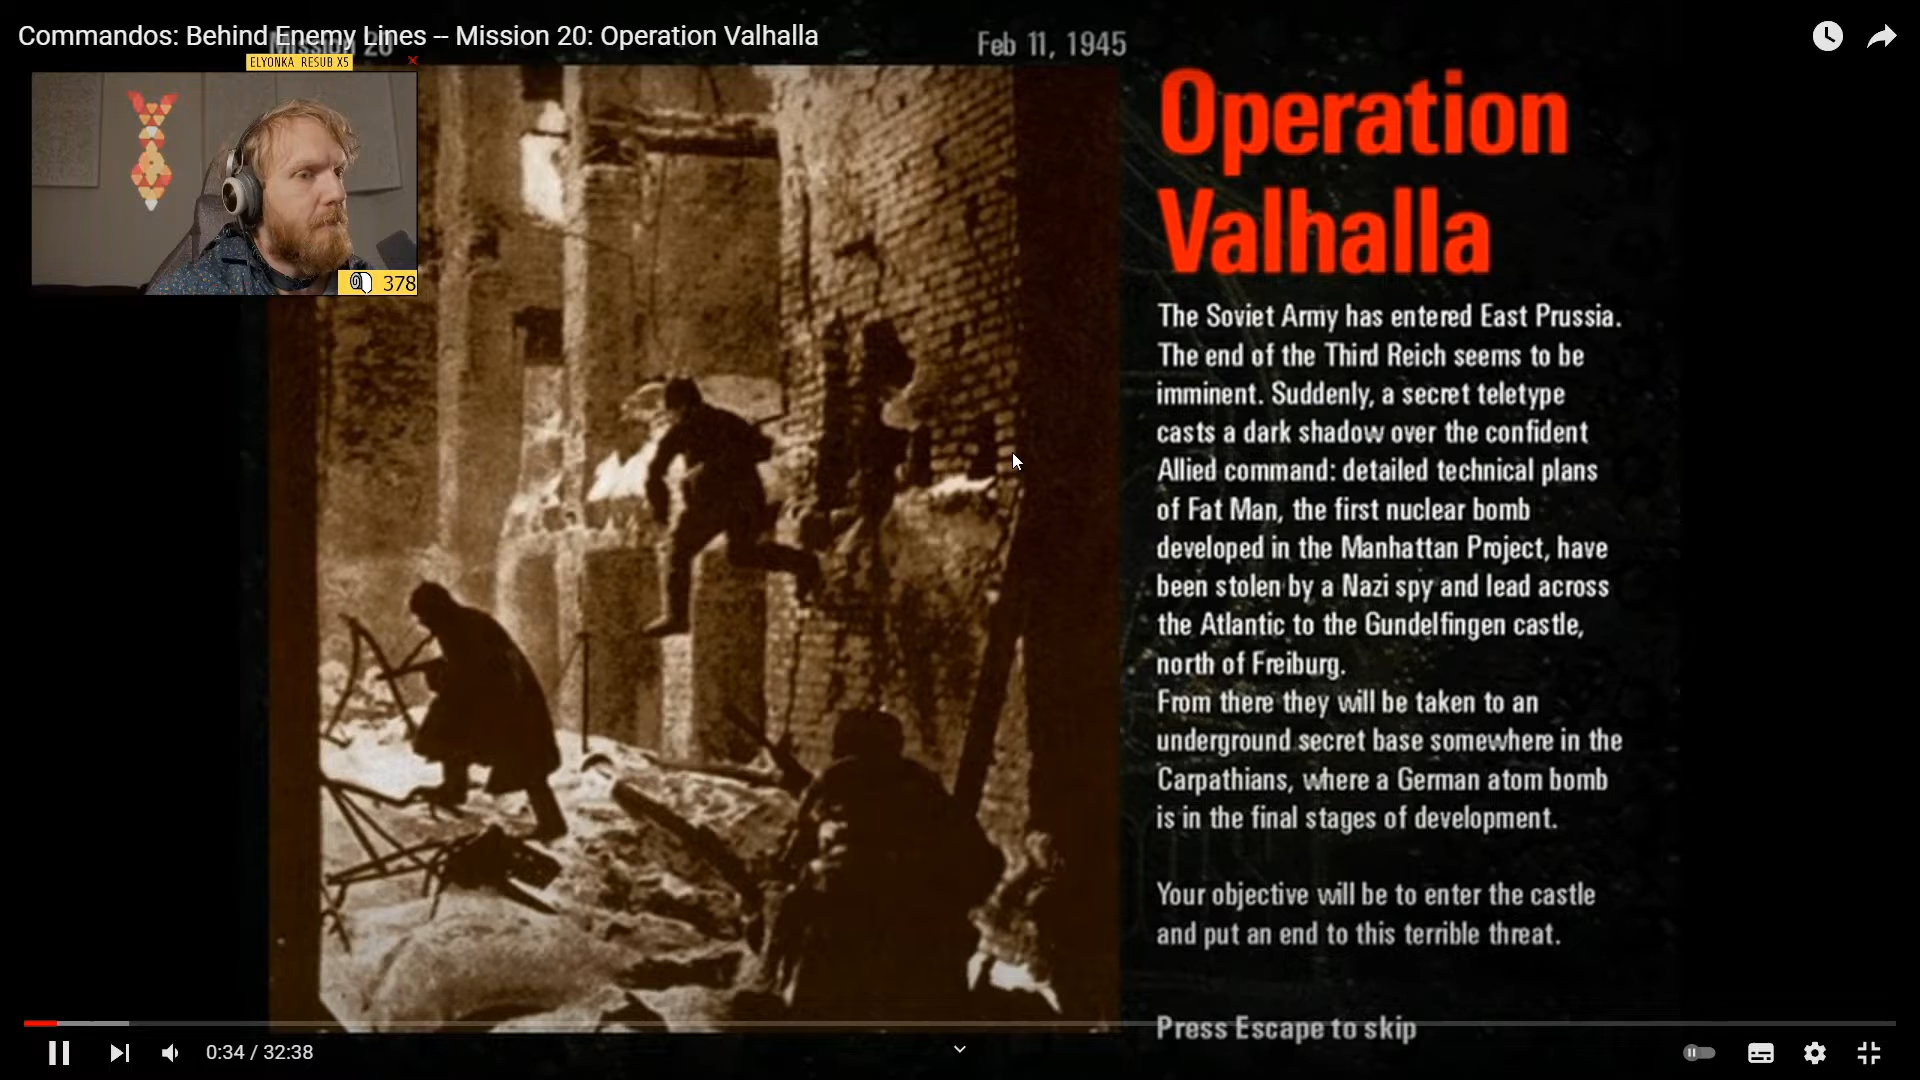 Commandos: Behind Enemy Lines -- Mission 20: Operation Valhalla
Mission 20
Feb 11, 1945
ELYONKA RESUB X5
378
Operation
Valhalla
The Soviet Army has entered East Prussia.
The end of the Third Reich seems to be
imminent. Suddenly, a secret teletype
casts a dark shadow over the confident
Allied command: detailed technical plans
of Fat Man, the first nuclear bomb
developed in the Manhattan Project, have
been stolen by a Nazi spy and lead across
the Atlantic to the Gundelfingen castle,
north of Freiburg.
From there they will be taken to an
underground secret base somewhere in the
Carpathians, where a German atom bomb
is in the final stages of development.
Your objective will be to enter the castle
and put an end to this terrible threat.
Press Escape to skip
0:34 / 32:38